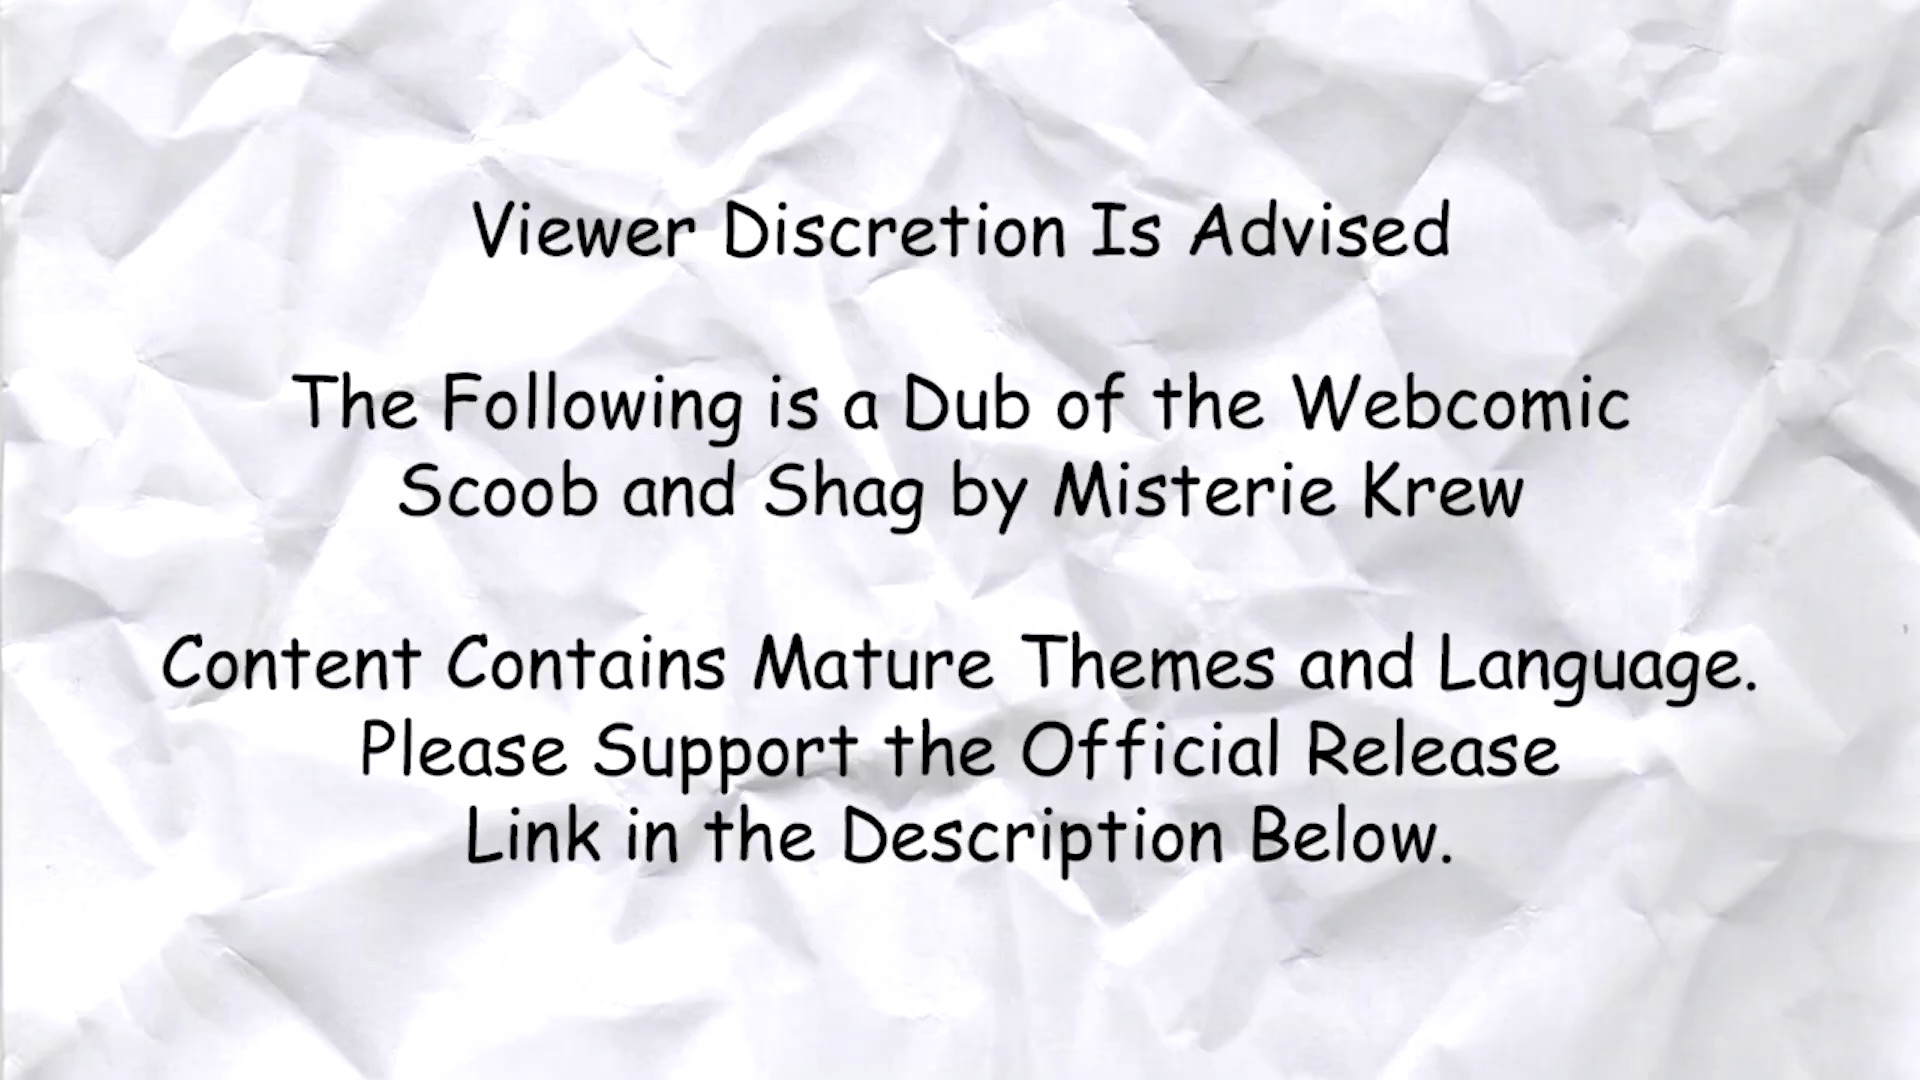 Viewer Discretion Is Advised
The Following is a Dub of the Webcomic
Scoob and Shag by Misterie Krew
Content Contains Mature Themes and Language.
Please Support the Official Release
Link in the Description Below.